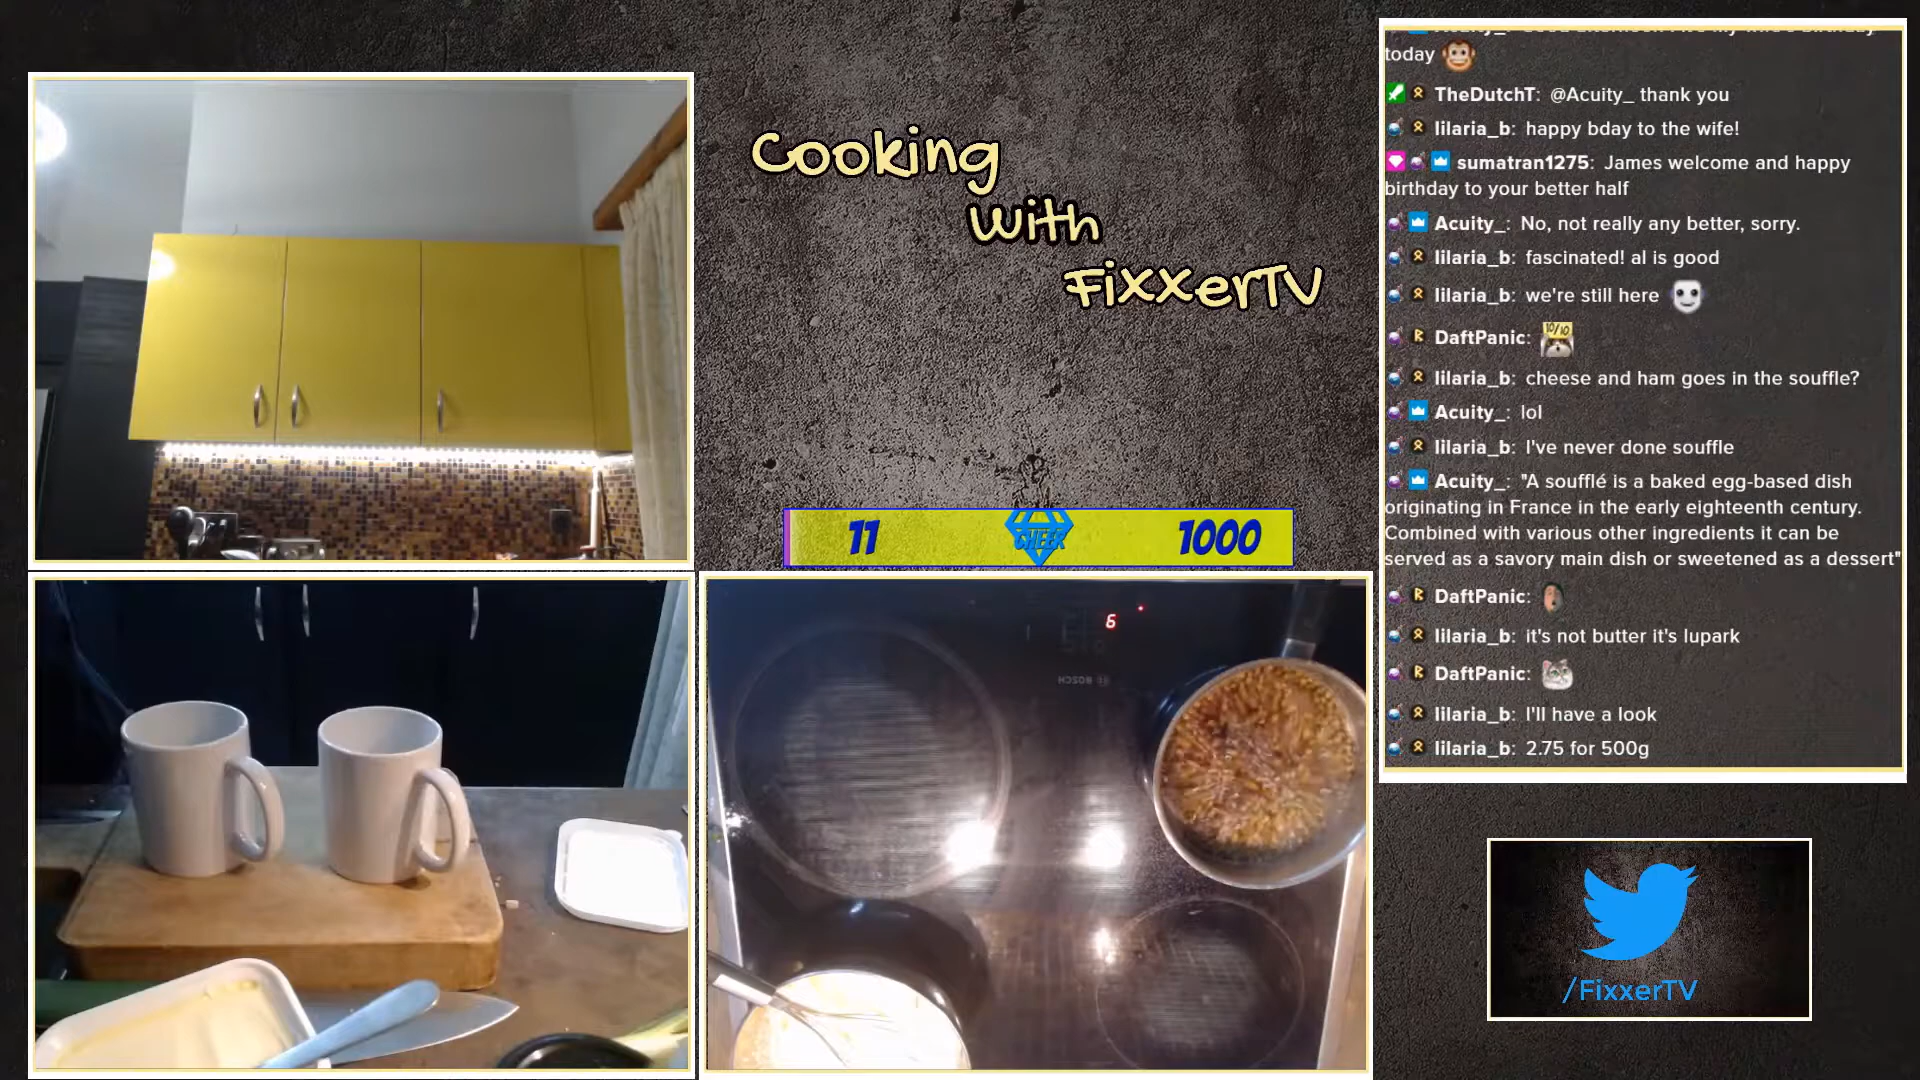 Cooking
With
FixxerTV
11 CHEER 1000
6
BOSCH
today
TheDutchT: @Acuity_ thank you
lilaria_b: happy bday to the wife!
sumatran1275: James welcome and happy
birthday to your better half
Acuity_: No, not really any better, sorry.
lilaria_b: fascinated! al is good
lilaria_b: we're still here
DaftPanic: 10/10
lilaria_b: cheese and ham goes in the souffle?
Acuity_: lol
lilaria_b: I've never done souffle
Acuity_: "A soufflé is a baked egg-based dish
originating in France in the early eighteenth century.
Combined with various other ingredients it can be
served as a savory main dish or sweetened as a dessert"
DaftPanic:
lilaria_b: it's not butter it's lupark
DaftPanic:
lilaria_b: I'll have a look
lilaria_b: 2.75 for 500g
/FixxerTV